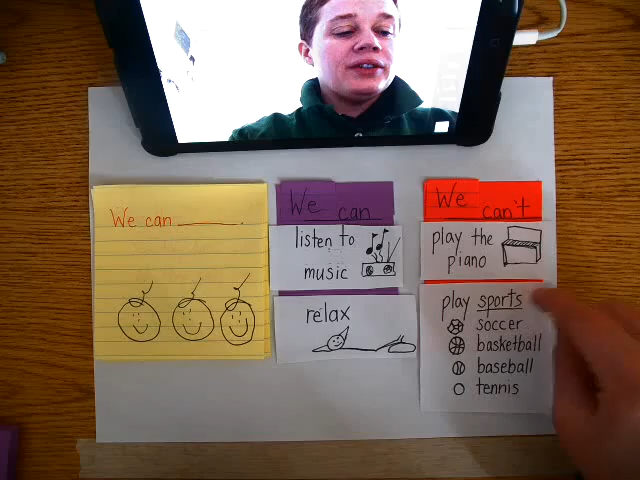 We can ______.
We can
listen to
music
relax
We can't
play the
piano
play sports
soccer
basketball
baseball
tennis